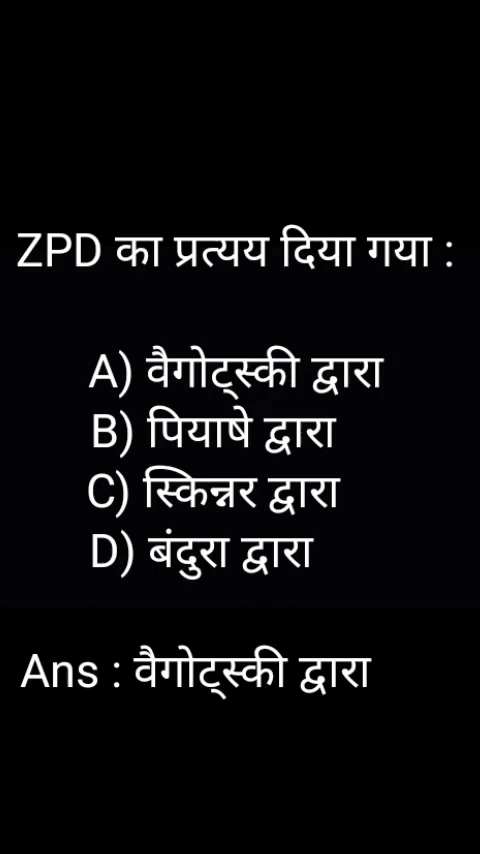 ZPD का प्रत्यय दिया गया :
A) वैगोट्स्की द्वारा
B) पियाषे द्वारा
C) स्किन्नर द्वारा
D) बंदुरा द्वारा
Ans : वैगोट्स्की द्वारा